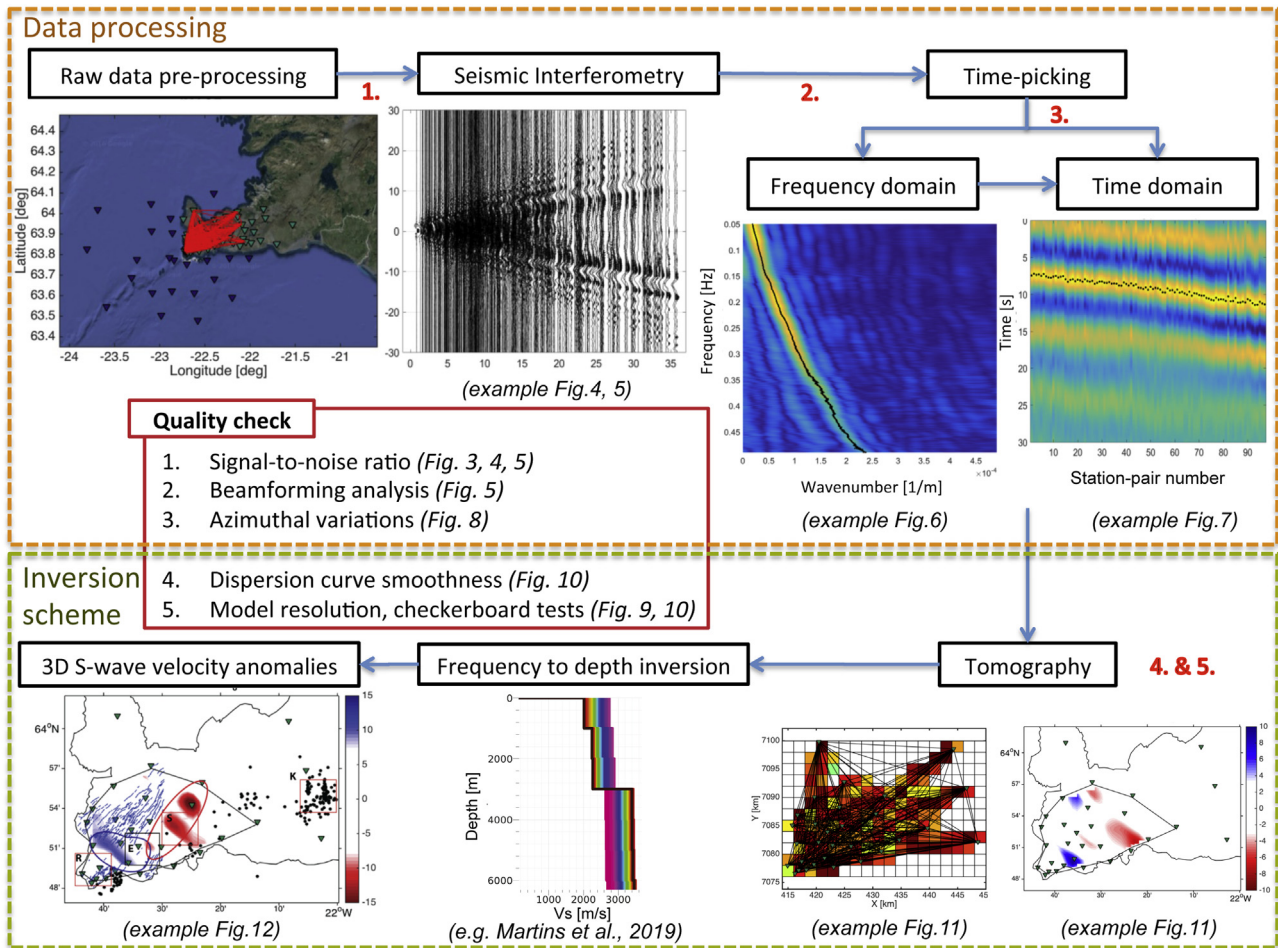 Data processing
Raw data pre-processing
1.
Seismic Interferometry
2.
Time-picking
3.
Frequency domain
Time domain
64.4
64.3
64.2
64.1
64
63.9
63.8
63.7
63.6
63.5
63.4
Latitude [deg]
-24 -23.5 -23 -22.5 -22 -21.5 -21
Longitude [deg]
30
20
10
0
-10
-20
-30
0 5 10 15 20 25 30 35
(example Fig.4, 5)
0.05
0.15
0.2
0.25
0.3
0.35
0.45
Frequency [Hz]
0 0.5 1 1.5 2 2.5 3 3.5 4 4.5
×10⁻⁴
Wavenumber [1/m]
(example Fig.6)
0
5
10
15
20
25
30
Time [s]
10 20 30 40 50 60 70 80 90
Station-pair number
(example Fig.7)
Quality check
1. Signal-to-noise ratio (Fig. 3, 4, 5)
2. Beamforming analysis (Fig. 5)
3. Azimuthal variations (Fig. 8)
4. Dispersion curve smoothness (Fig. 10)
5. Model resolution, checkerboard tests (Fig. 9, 10)
Inversion
scheme
3D S-wave velocity anomalies
Frequency to depth inversion
Tomography
4. & 5.
64°N
57'
54'
51'
48'
40' 30' 20' 10' 22°W
K
S
E
R
15
10
5
0
-5
-10
-15
(example Fig.12)
0
2000
4000
6000
Depth [m]
1000 2000 3000
Vs [m/s]
(e.g. Martins et al., 2019)
7100
7095
7090
7085
7080
7075
Y [km]
415 420 425 430 435 440 445
X [km]
(example Fig.11)
64°N
57'
54'
51'
48'
40' 30' 20' 10' 22°W
10
8
6
4
2
0
-2
-4
-6
-8
-10
(example Fig.11)